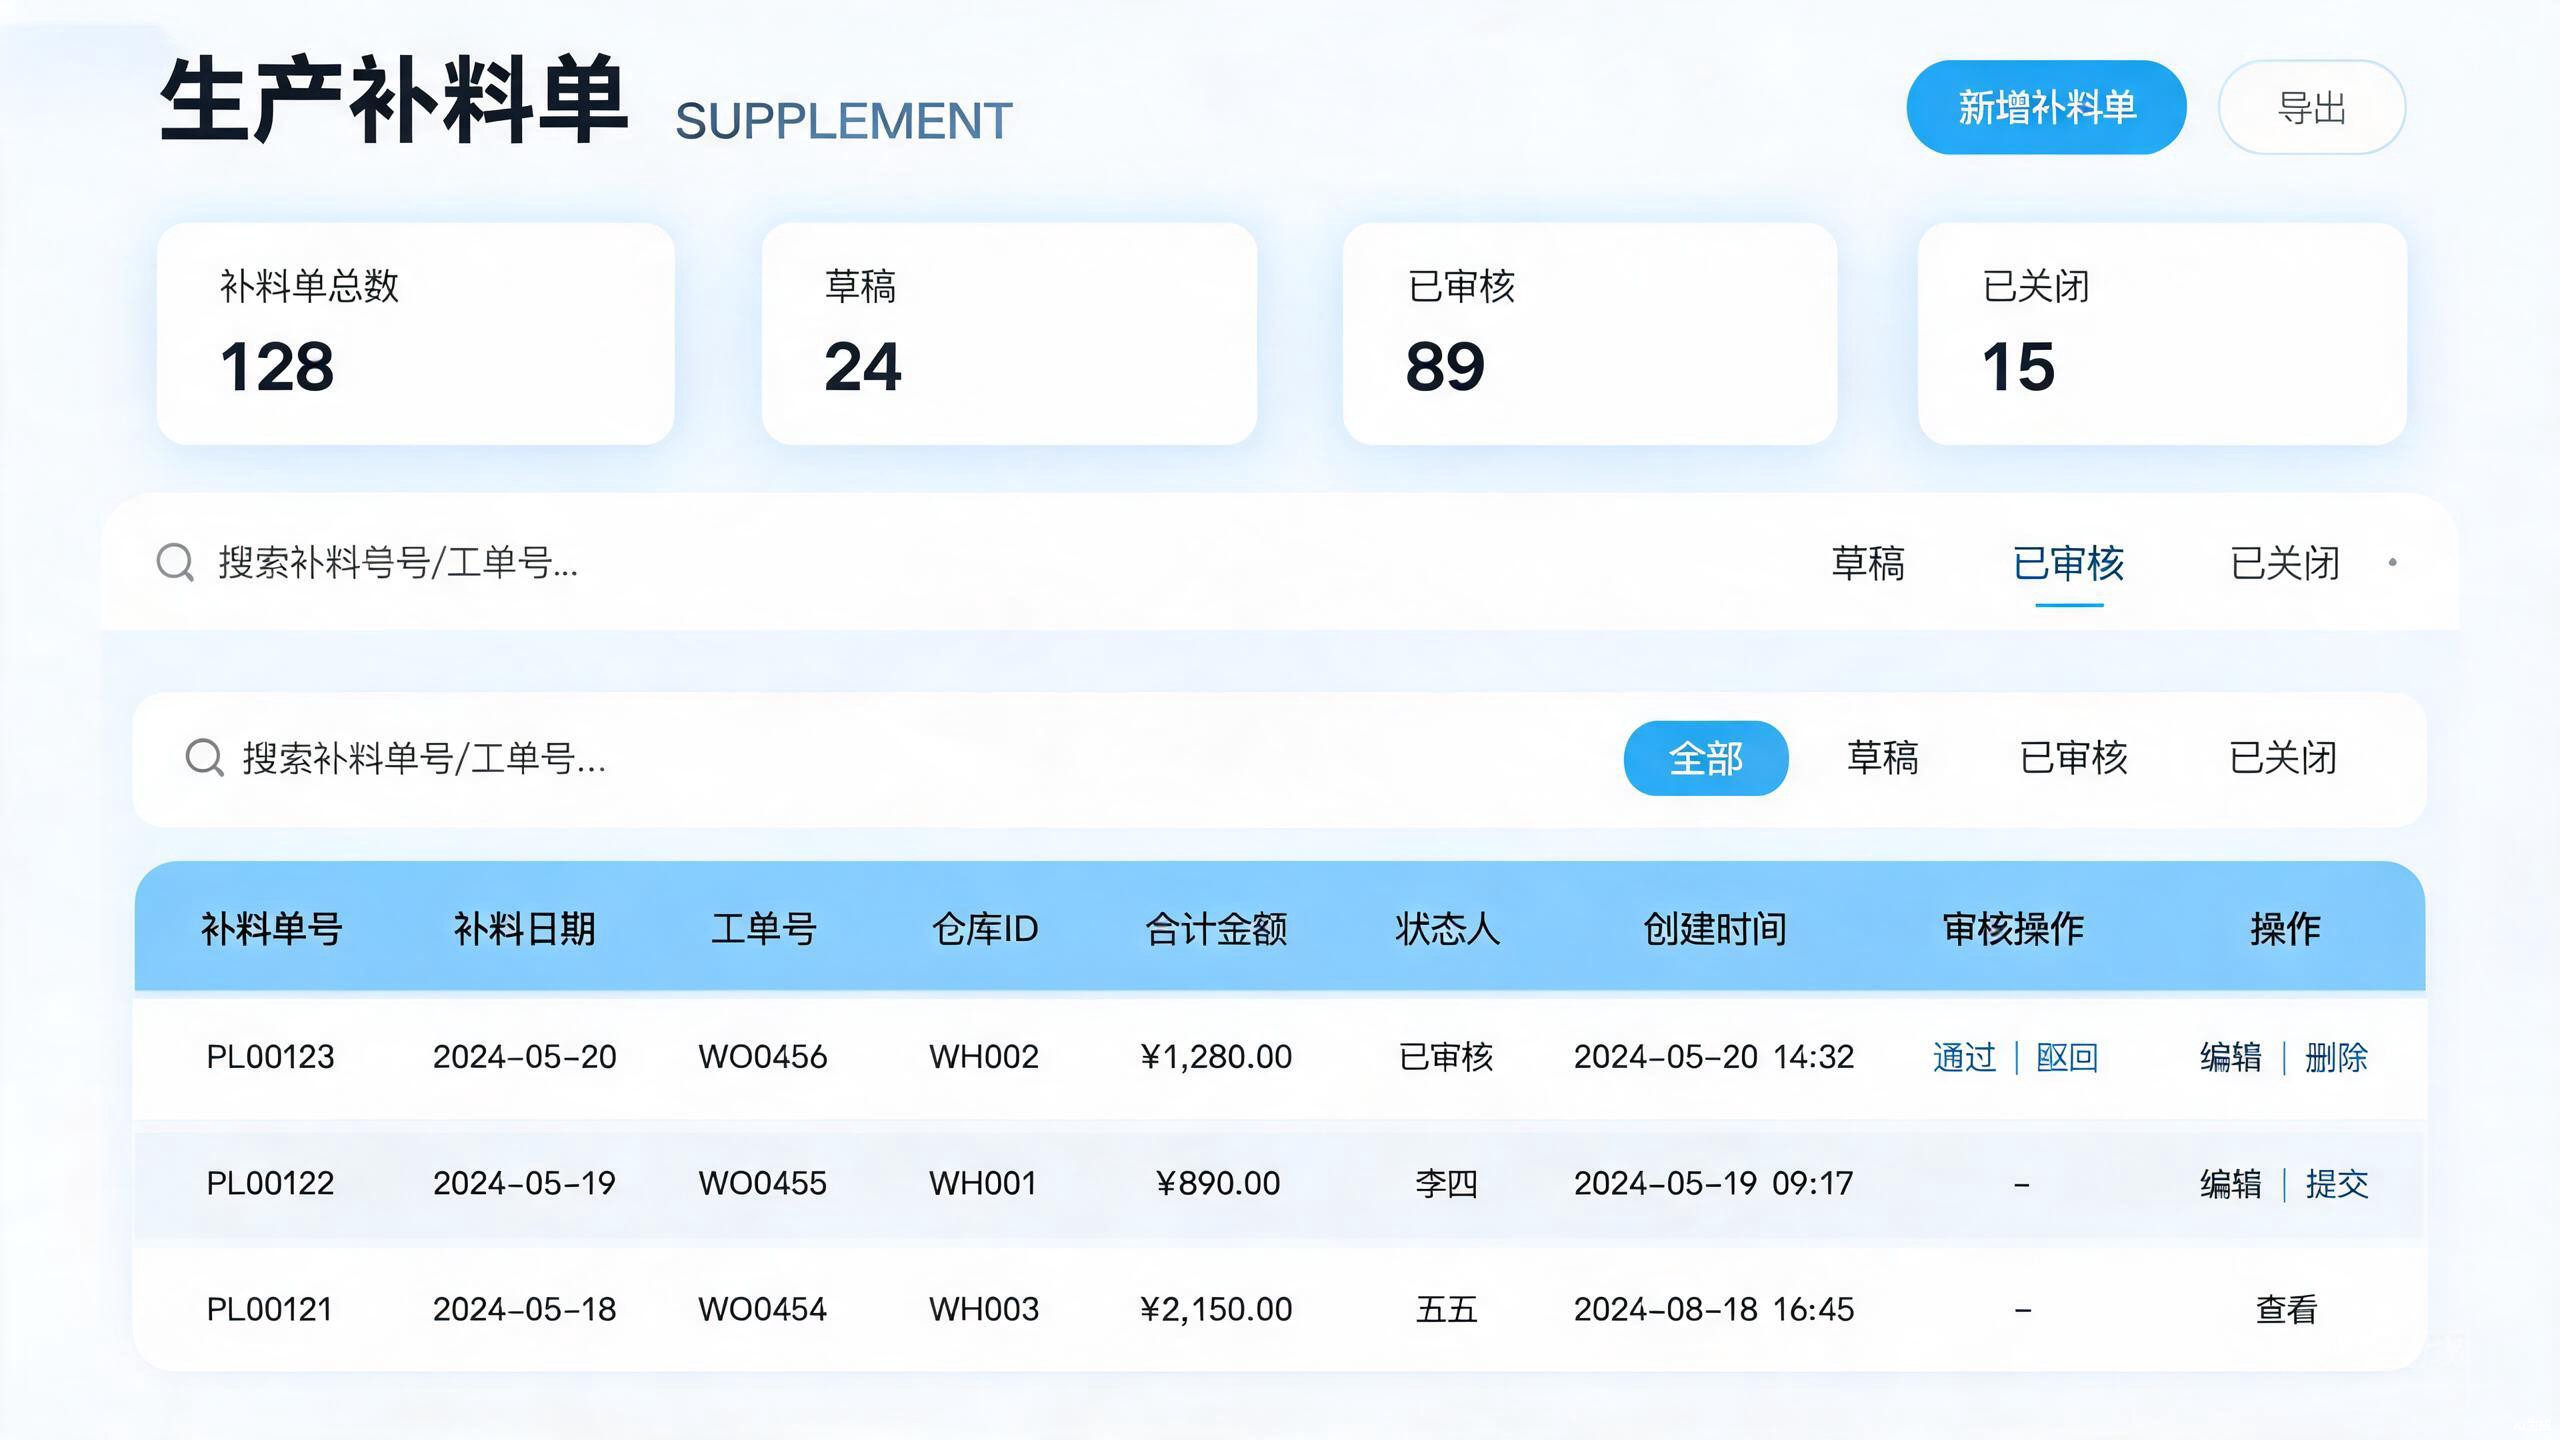 生产补料单 SUPPLEMENT 新增补料单 导出
补料单总数 草稿 已审核 已关闭
128 24 89 15
搜索补料号号/工单号... 草稿 已审核 已关闭
搜索补料单号/工单号... 全部 草稿 已审核 已关闭
补料单号 补料日期 工单号 仓库ID 合计金额 状态人 创建时间 审核操作 操作
PL00123 2024-05-20 WO0456 WH002 ¥1,280.00 已审核 2024-05-20 14:32 通过 | 回 编辑 | 删除
PL00122 2024-05-19 WO0455 WH001 ¥890.00 李四 2024-05-19 09:17 - 编辑 | 提交
PL00121 2024-05-18 WO0454 WH003 ¥2,150.00 五五 2024-08-18 16:45 - 查看